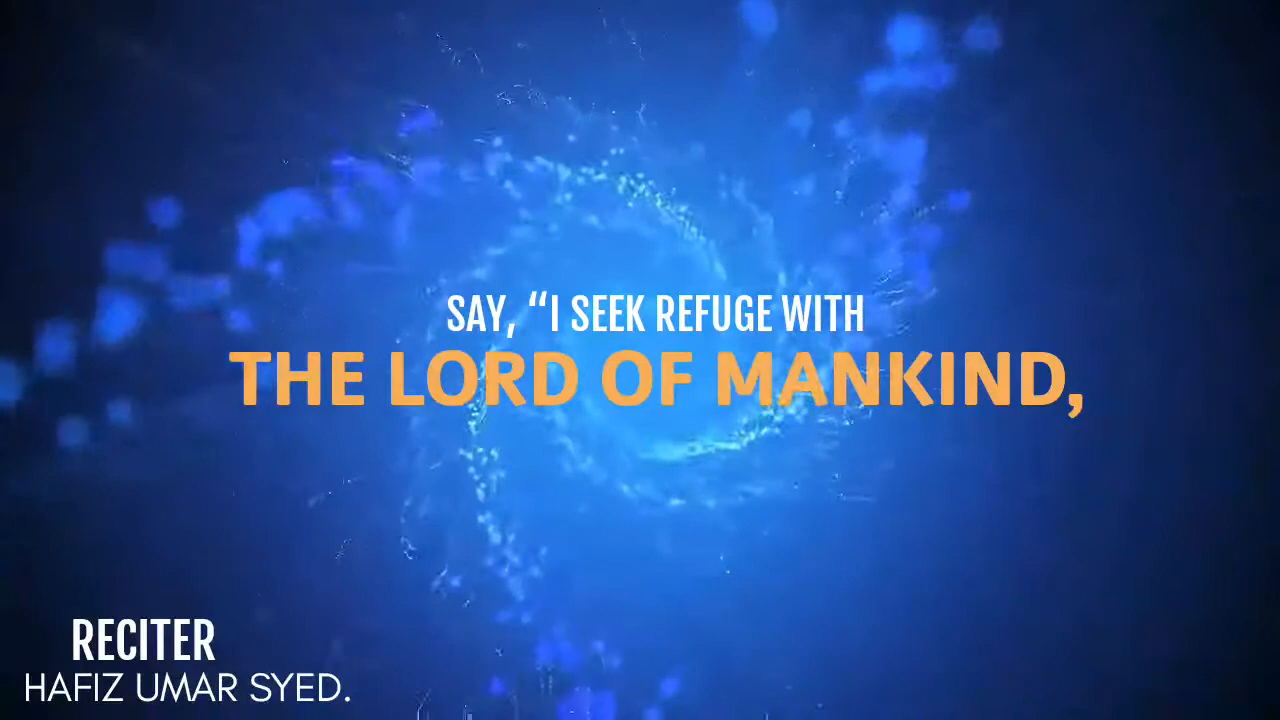 SAY, “I SEEK REFUGE WITH
THE LORD OF MANKIND,
RECITER
HAFIZ UMAR SYED.